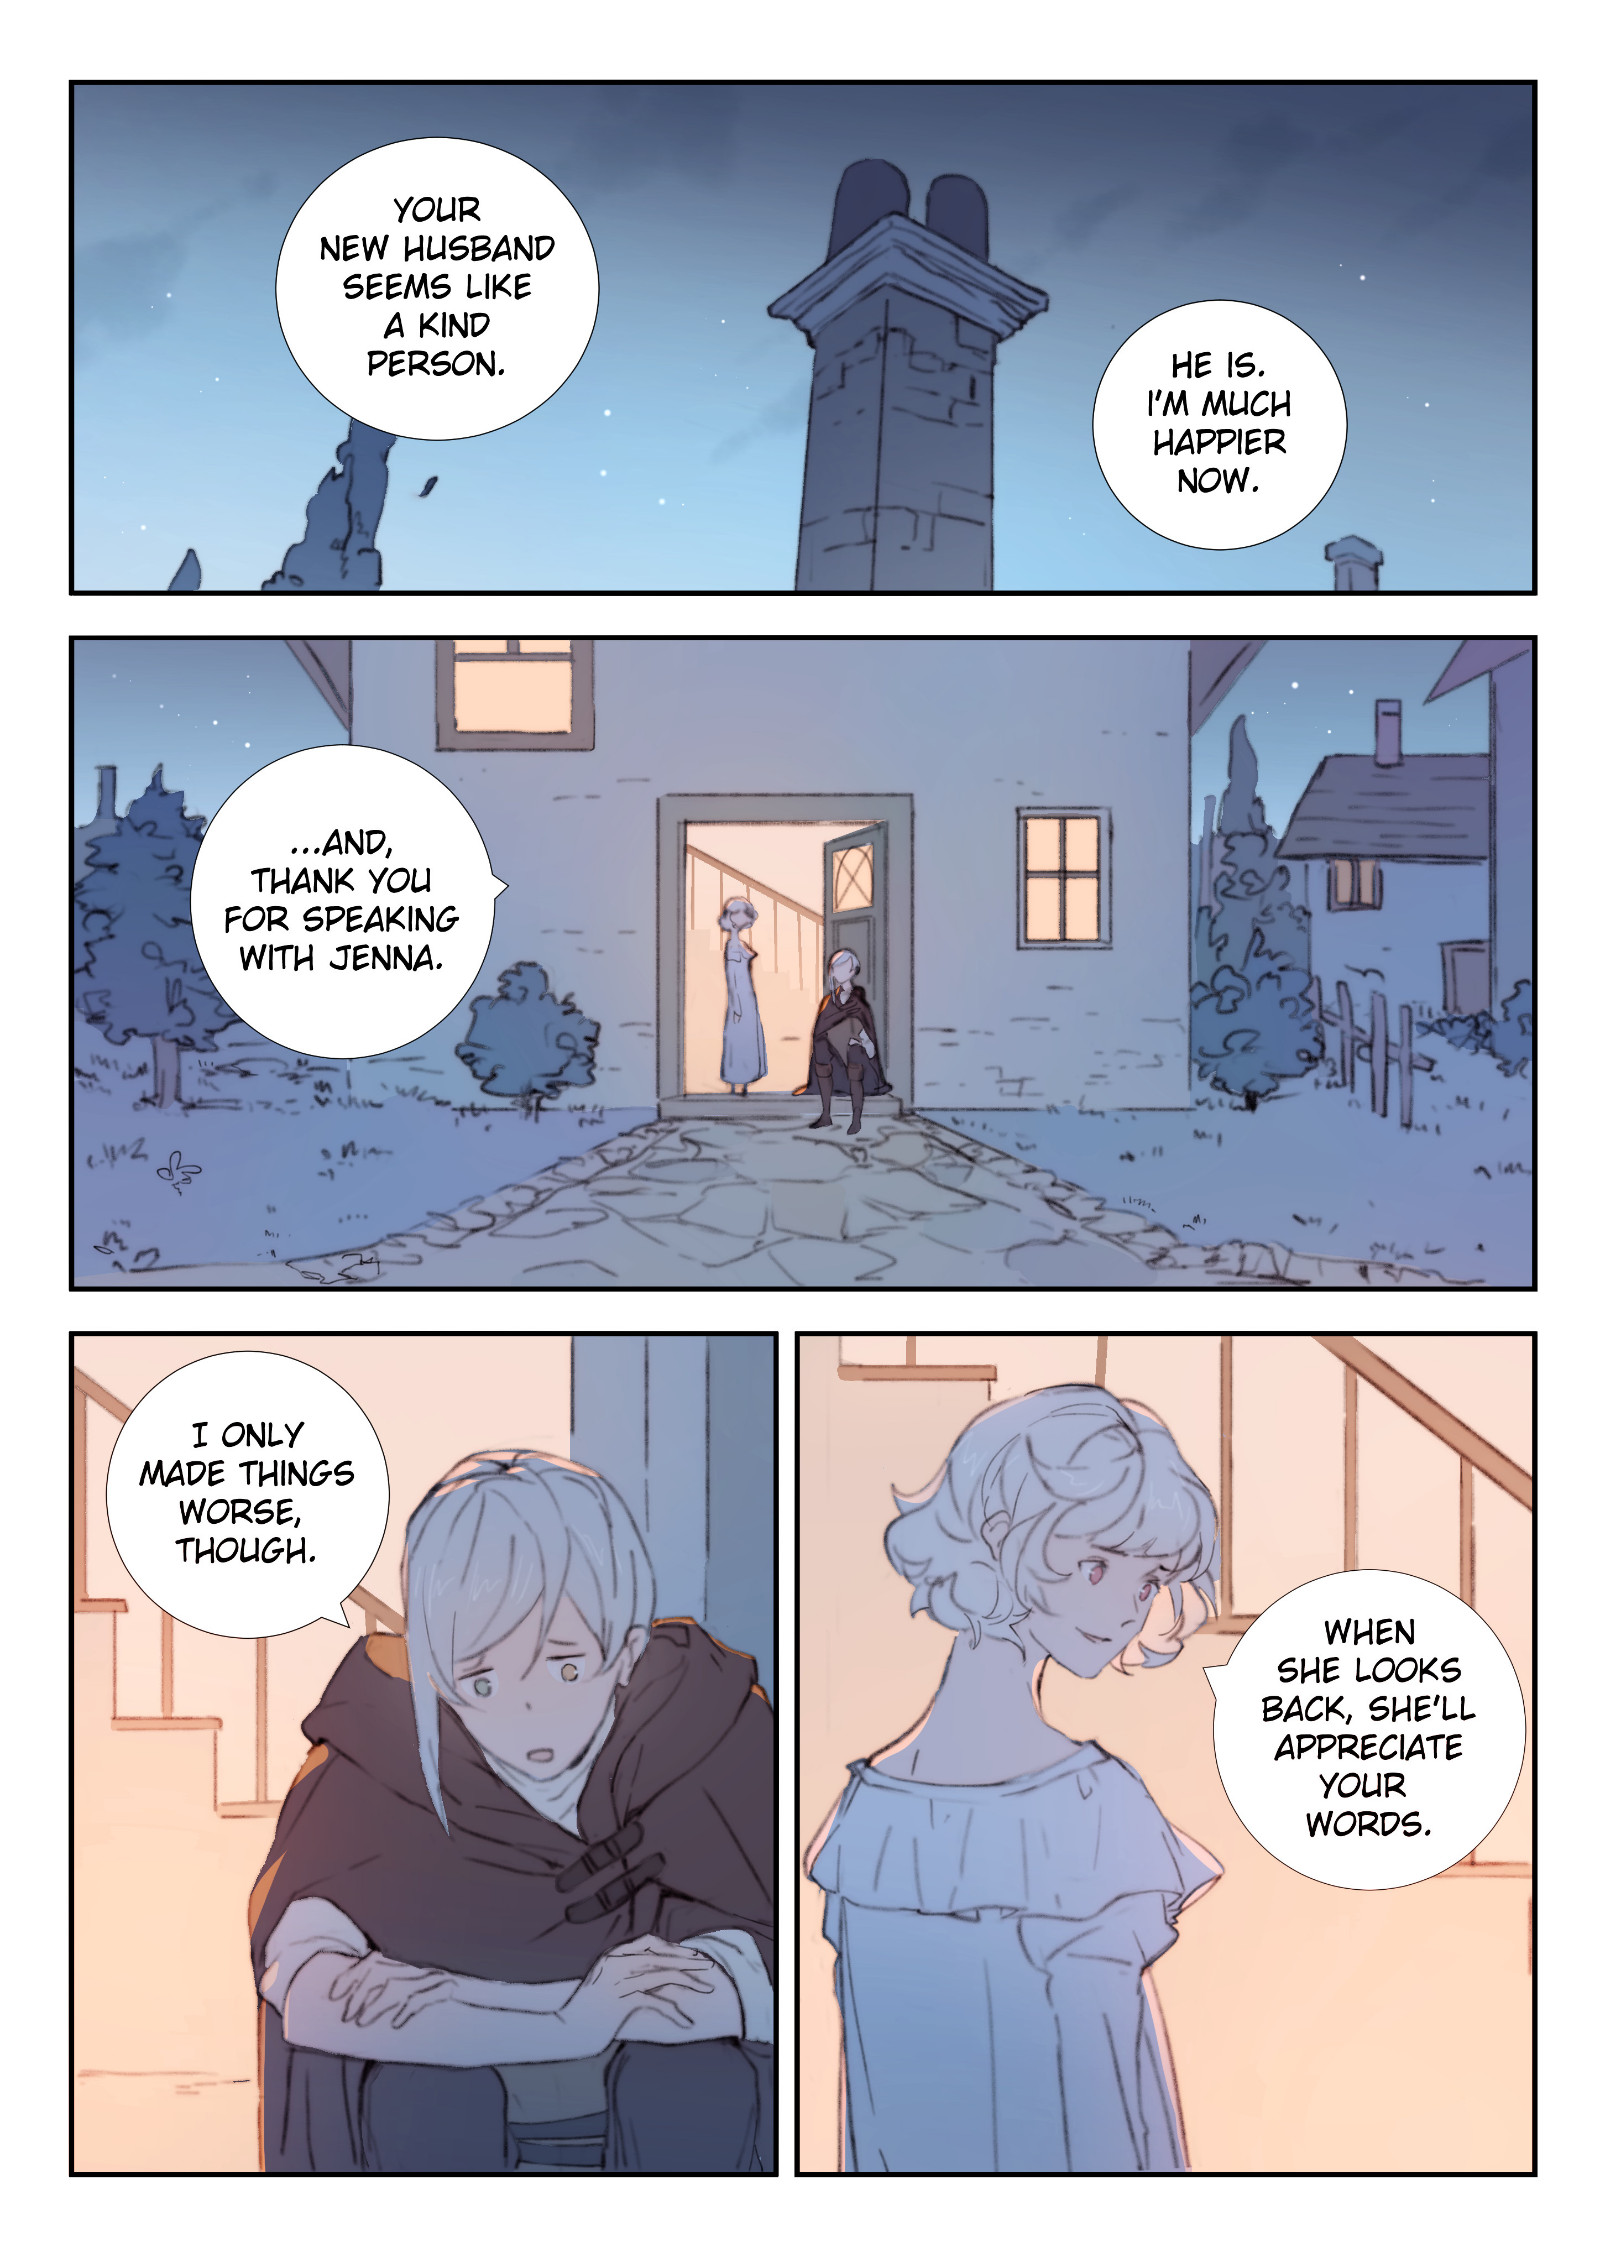 YOUR
NEW HUSBAND
SEEMS LIKE
A KIND
PERSON.
HE IS.
I'M MUCH
HAPPIER
NOW.
...AND,
THANK YOU
FOR SPEAKING
WITH JENNA.
I ONLY
MADE THINGS
WORSE,
THOUGH.
WHEN
SHE LOOKS
BACK, SHE'LL
APPRECIATE
YOUR
WORDS.